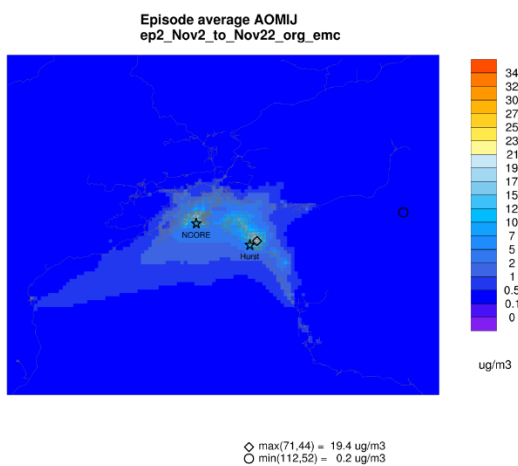 Episode average AOMIJ
ep2_Nov2_to_Nov22_org_emc
34
32
30
27
25
23
21
19
17
15
12
10
7
5
2
1
0.5
0.1
0
ug/m3
NCORE
Hurst
max(71,44) = 19.4 ug/m3
min(112,52) = 0.2 ug/m3